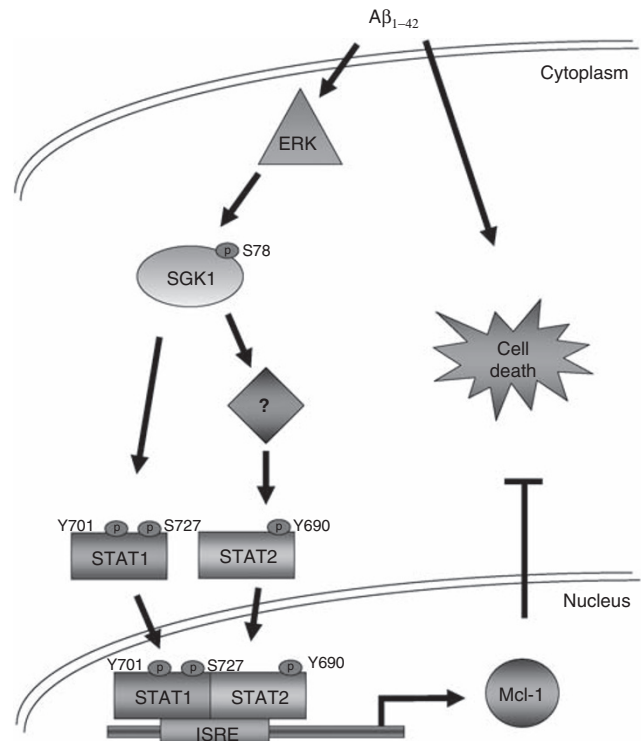 Aβ1–42
Cytoplasm
ERK
p S78
SGK1
Cell
death
?
Y701 p p S727
p Y690
STAT1
STAT2
Nucleus
Y701 p p S727
p Y690
STAT1
STAT2
Mcl-1
ISRE